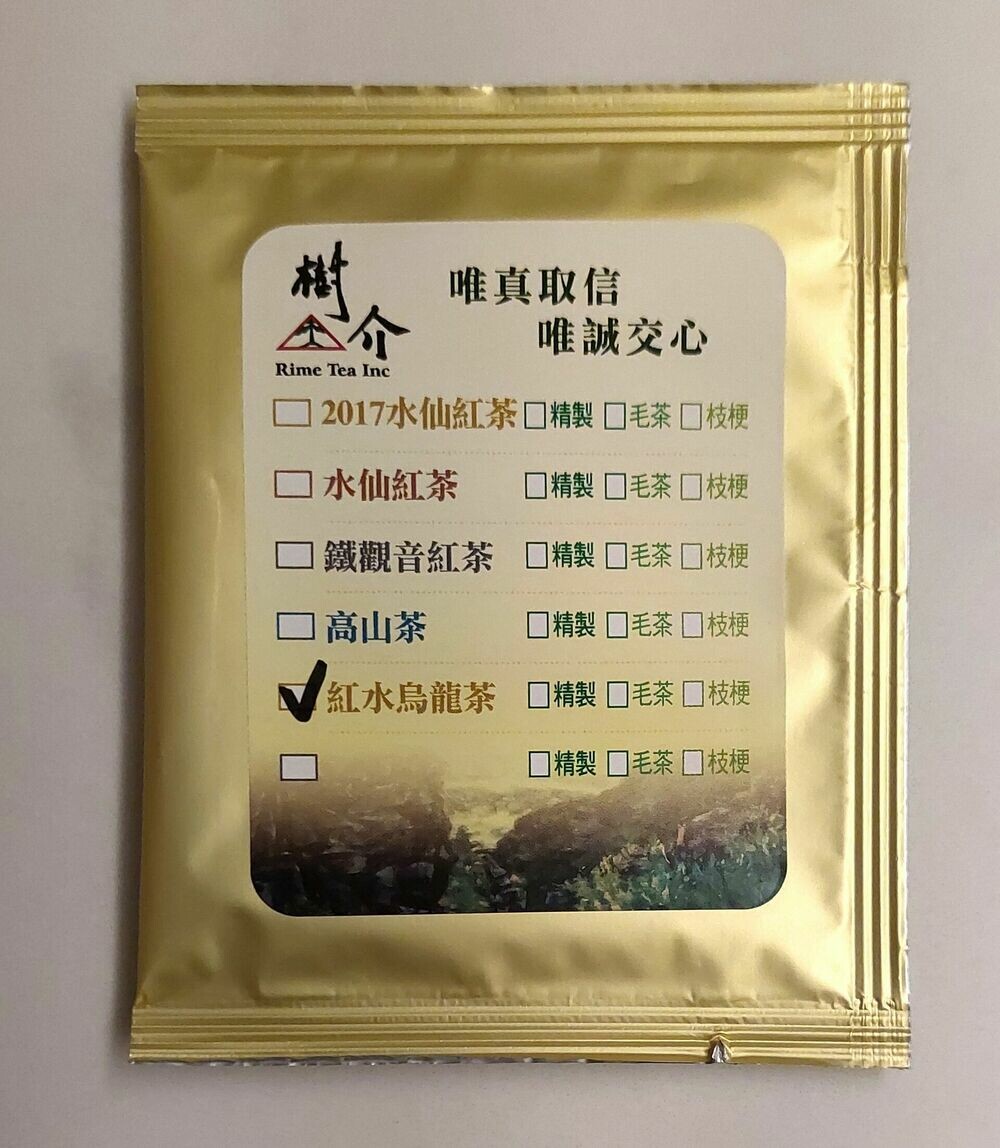 樹介
Rime Tea Inc
唯真取信
唯誠交心
☐ 2017水仙紅茶 ☐精製 ☐毛茶 ☐枝梗
☐ 水仙紅茶 ☐精製 ☐毛茶 ☐枝梗
☐ 鐵觀音紅茶 ☐精製 ☐毛茶 ☐枝梗
☐ 高山茶 ☐精製 ☐毛茶 ☐枝梗
☑ 紅水烏龍茶 ☐精製 ☐毛茶 ☐枝梗
☐ ☐精製 ☐毛茶 ☐枝梗